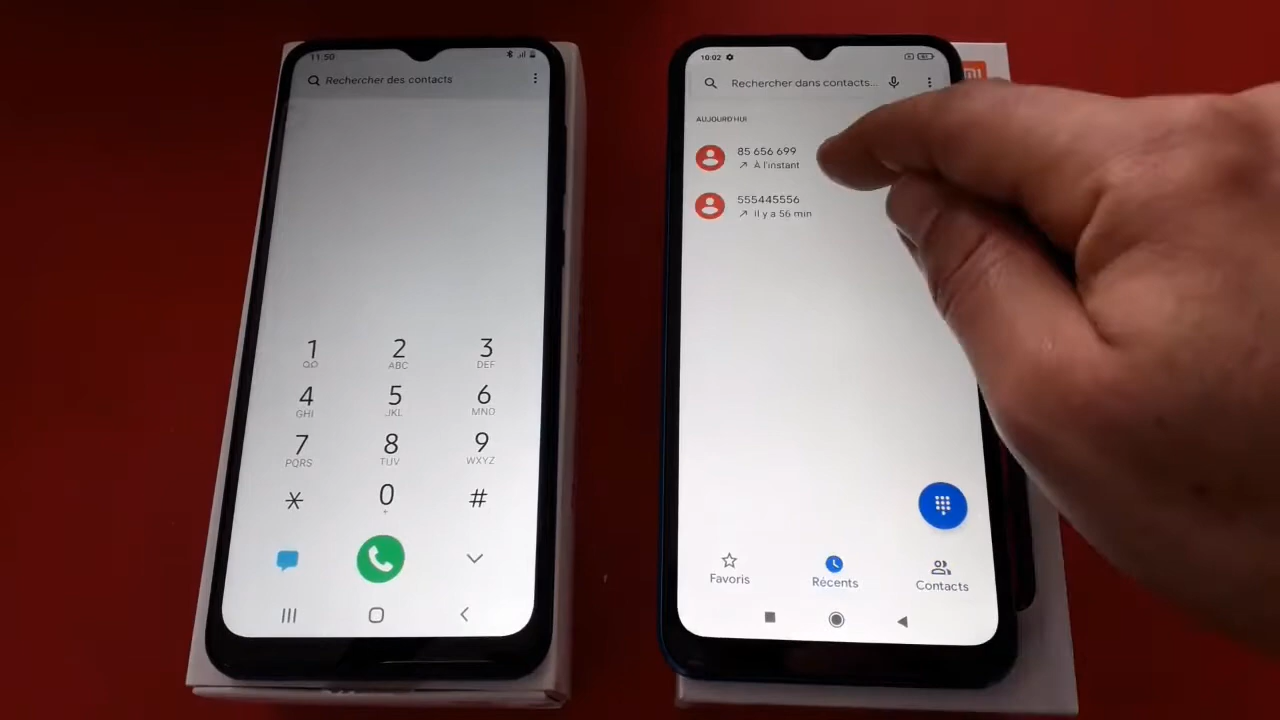 11:50
Rechercher des contacts
1
2
ABC
3
DEF
4
GHI
5
JKL
6
MNO
7
PQRS
8
TUV
9
WXYZ
*
0
+
#
10:02
Rechercher dans contacts...
AUJOURD'HUI
85 656 699
À l'instant
555445556
Il y a 56 min
Favoris
Récents
Contacts
mi